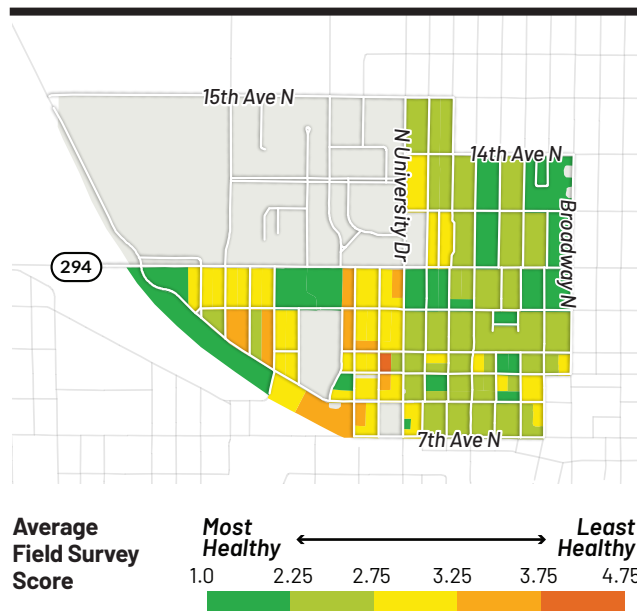 15th Ave N
14th Ave N
N University Dr
Broadway N
294
7th Ave N
Average
Field Survey
Score
Most
Healthy
Least
Healthy
1.0 2.25 2.75 3.25 3.75 4.75